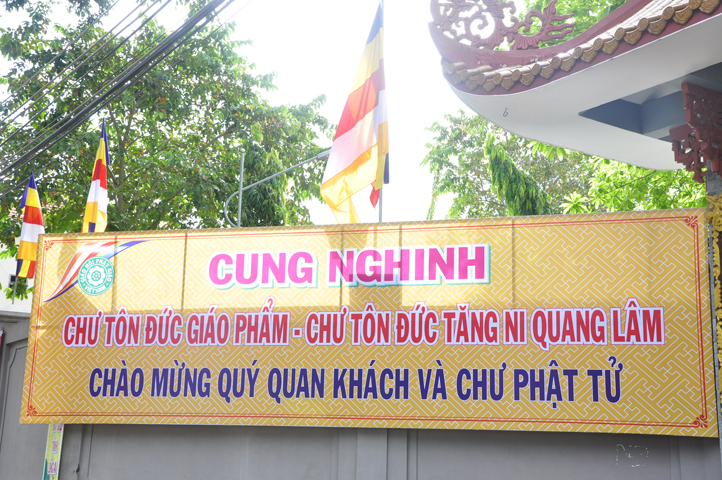 CUNG NGHINH
CHƯ TÔN ĐỨC GIÁO PHẨM - CHƯ TÔN ĐỨC TĂNG NI QUANG LÂM
CHÀO MỪNG QUÝ QUAN KHÁCH VÀ CHƯ PHẬT TỬ